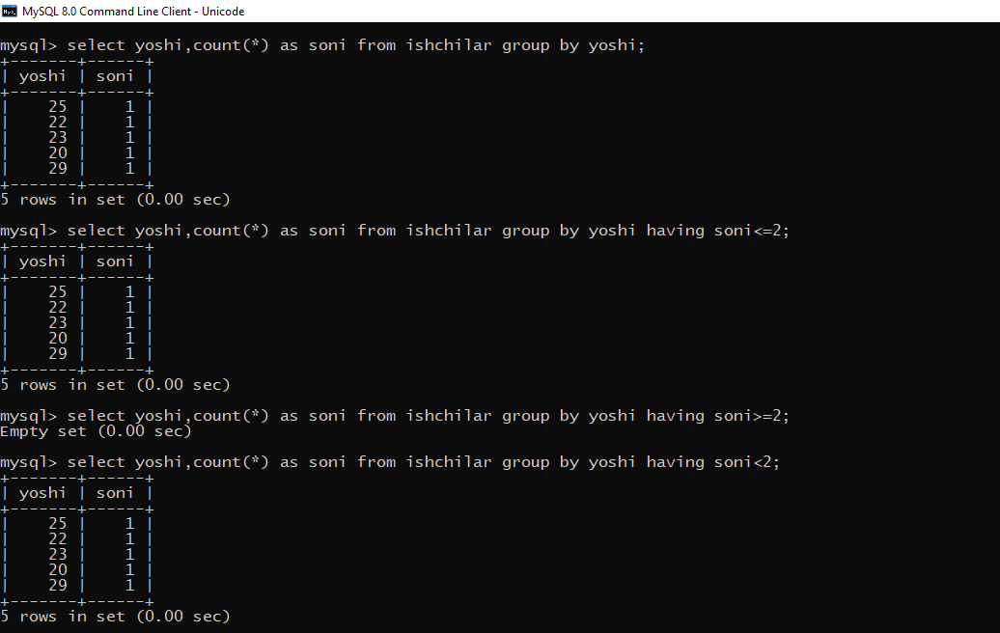 MySQL 8.0 Command Line Client - Unicode
mysql> select yoshi,count(*) as soni from ishchilar group by yoshi;
+-------+------+
| yoshi | soni |
+-------+------+
|    25 |    1 |
|    22 |    1 |
|    23 |    1 |
|    20 |    1 |
|    29 |    1 |
+-------+------+
5 rows in set (0.00 sec)
mysql> select yoshi,count(*) as soni from ishchilar group by yoshi having soni<=2;
+-------+------+
| yoshi | soni |
+-------+------+
|    25 |    1 |
|    22 |    1 |
|    23 |    1 |
|    20 |    1 |
|    29 |    1 |
+-------+------+
5 rows in set (0.00 sec)
mysql> select yoshi,count(*) as soni from ishchilar group by yoshi having soni>=2;
Empty set (0.00 sec)
mysql> select yoshi,count(*) as soni from ishchilar group by yoshi having soni<2;
+-------+------+
| yoshi | soni |
+-------+------+
|    25 |    1 |
|    22 |    1 |
|    23 |    1 |
|    20 |    1 |
|    29 |    1 |
+-------+------+
5 rows in set (0.00 sec)